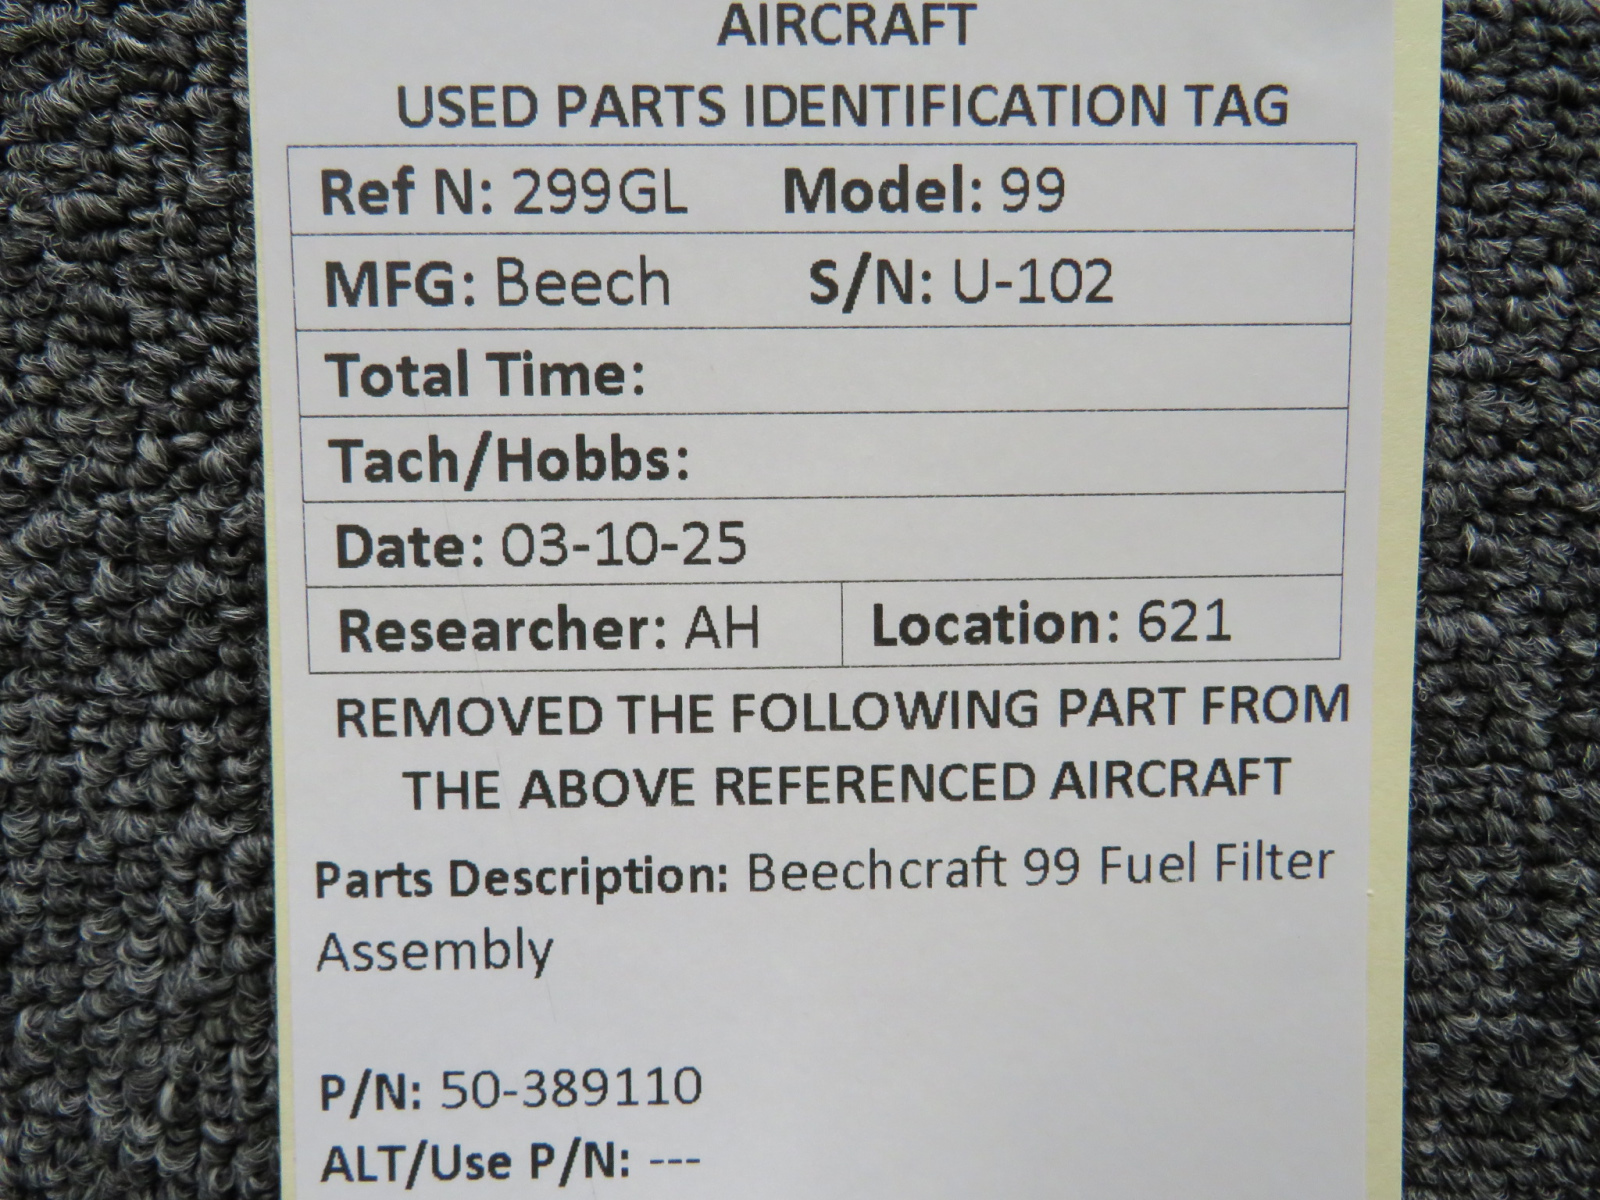 AIRCRAFT
USED PARTS IDENTIFICATION TAG
Ref N: 299GL Model: 99
MFG: Beech S/N: U-102
Total Time:
Tach/Hobbs:
Date: 03-10-25
Researcher: AH Location: 621
REMOVED THE FOLLOWING PART FROM
THE ABOVE REFERENCED AIRCRAFT
Parts Description: Beechcraft 99 Fuel Filter
Assembly
P/N: 50-389110
ALT/Use P/N: ---